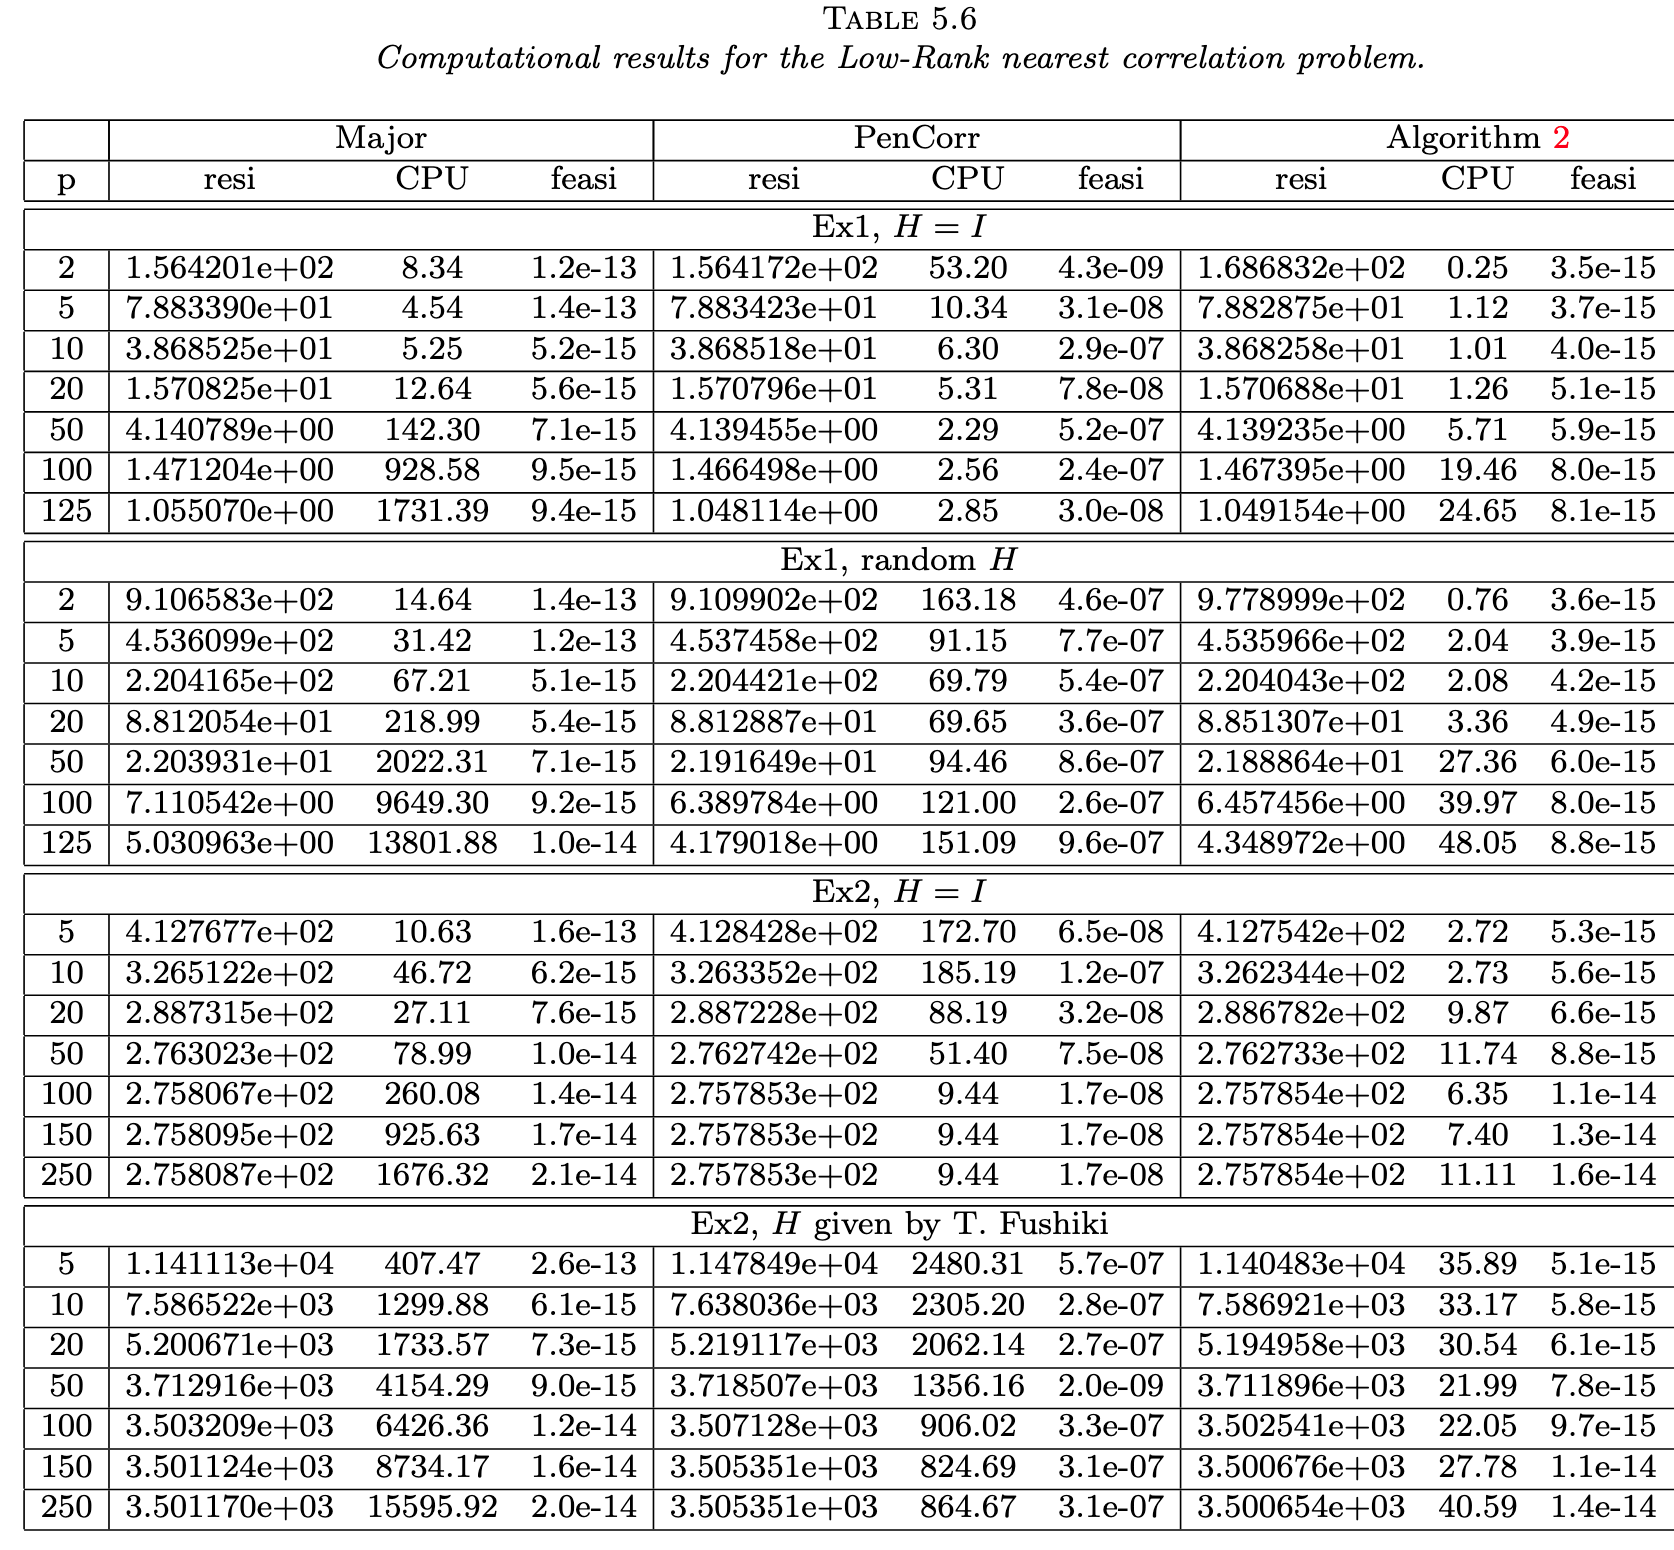 TABLE 5.6
Computational results for the Low-Rank nearest correlation problem.
Major PenCorr Algorithm 2
p resi CPU feasi resi CPU feasi resi CPU feasi
Ex1, H = I
2 1.564201e+02 8.34 1.2e-13 1.564172e+02 53.20 4.3e-09 1.686832e+02 0.25 3.5e-15
5 7.883390e+01 4.54 1.4e-13 7.883423e+01 10.34 3.1e-08 7.882875e+01 1.12 3.7e-15
10 3.868525e+01 5.25 5.2e-15 3.868518e+01 6.30 2.9e-07 3.868258e+01 1.01 4.0e-15
20 1.570825e+01 12.64 5.6e-15 1.570796e+01 5.31 7.8e-08 1.570688e+01 1.26 5.1e-15
50 4.140789e+00 142.30 7.1e-15 4.139455e+00 2.29 5.2e-07 4.139235e+00 5.71 5.9e-15
100 1.471204e+00 928.58 9.5e-15 1.466498e+00 2.56 2.4e-07 1.467395e+00 19.46 8.0e-15
125 1.055070e+00 1731.39 9.4e-15 1.048114e+00 2.85 3.0e-08 1.049154e+00 24.65 8.1e-15
Ex1, random H
2 9.106583e+02 14.64 1.4e-13 9.109902e+02 163.18 4.6e-07 9.778999e+02 0.76 3.6e-15
5 4.536099e+02 31.42 1.2e-13 4.537458e+02 91.15 7.7e-07 4.535966e+02 2.04 3.9e-15
10 2.204165e+02 67.21 5.1e-15 2.204421e+02 69.79 5.4e-07 2.204043e+02 2.08 4.2e-15
20 8.812054e+01 218.99 5.4e-15 8.812887e+01 69.65 3.6e-07 8.851307e+01 3.36 4.9e-15
50 2.203931e+01 2022.31 7.1e-15 2.191649e+01 94.46 8.6e-07 2.188864e+01 27.36 6.0e-15
100 7.110542e+00 9649.30 9.2e-15 6.389784e+00 121.00 2.6e-07 6.457456e+00 39.97 8.0e-15
125 5.030963e+00 13801.88 1.0e-14 4.179018e+00 151.09 9.6e-07 4.348972e+00 48.05 8.8e-15
Ex2, H = I
5 4.127677e+02 10.63 1.6e-13 4.128428e+02 172.70 6.5e-08 4.127542e+02 2.72 5.3e-15
10 3.265122e+02 46.72 6.2e-15 3.263352e+02 185.19 1.2e-07 3.262344e+02 2.73 5.6e-15
20 2.887315e+02 27.11 7.6e-15 2.887228e+02 88.19 3.2e-08 2.886782e+02 9.87 6.6e-15
50 2.763023e+02 78.99 1.0e-14 2.762742e+02 51.40 7.5e-08 2.762733e+02 11.74 8.8e-15
100 2.758067e+02 260.08 1.4e-14 2.757853e+02 9.44 1.7e-08 2.757854e+02 6.35 1.1e-14
150 2.758095e+02 925.63 1.7e-14 2.757853e+02 9.44 1.7e-08 2.757854e+02 7.40 1.3e-14
250 2.758087e+02 1676.32 2.1e-14 2.757853e+02 9.44 1.7e-08 2.757854e+02 11.11 1.6e-14
Ex2, H given by T. Fushiki
5 1.141113e+04 407.47 2.6e-13 1.147849e+04 2480.31 5.7e-07 1.140483e+04 35.89 5.1e-15
10 7.586522e+03 1299.88 6.1e-15 7.638036e+03 2305.20 2.8e-07 7.586921e+03 33.17 5.8e-15
20 5.200671e+03 1733.57 7.3e-15 5.219117e+03 2062.14 2.7e-07 5.194958e+03 30.54 6.1e-15
50 3.712916e+03 4154.29 9.0e-15 3.718507e+03 1356.16 2.0e-09 3.711896e+03 21.99 7.8e-15
100 3.503209e+03 6426.36 1.2e-14 3.507128e+03 906.02 3.3e-07 3.502541e+03 22.05 9.7e-15
150 3.501124e+03 8734.17 1.6e-14 3.505351e+03 824.69 3.1e-07 3.500676e+03 27.78 1.1e-14
250 3.501170e+03 15595.92 2.0e-14 3.505351e+03 864.67 3.1e-07 3.500654e+03 40.59 1.4e-14